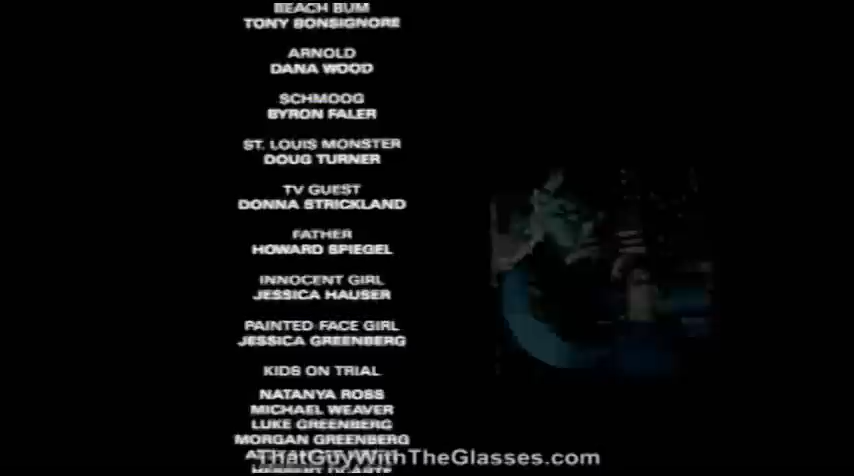 BEACH BUM
TONY BONSIGNORE
ARNOLD
DANA WOOD
SCHMOOG
BYRON FALER
ST. LOUIS MONSTER
DOUG TURNER
TV GUEST
DONNA STRICKLAND
FATHER
HOWARD SPIEGEL
INNOCENT GIRL
JESSICA HAUSER
PAINTED FACE GIRL
JESSICA GREENBERG
KIDS ON TRIAL
NATANYA ROSS
MICHAEL WEAVER
LUKE GREENBERG
MORGAN GREENBERG
ThatGuyWithTheGlasses.com